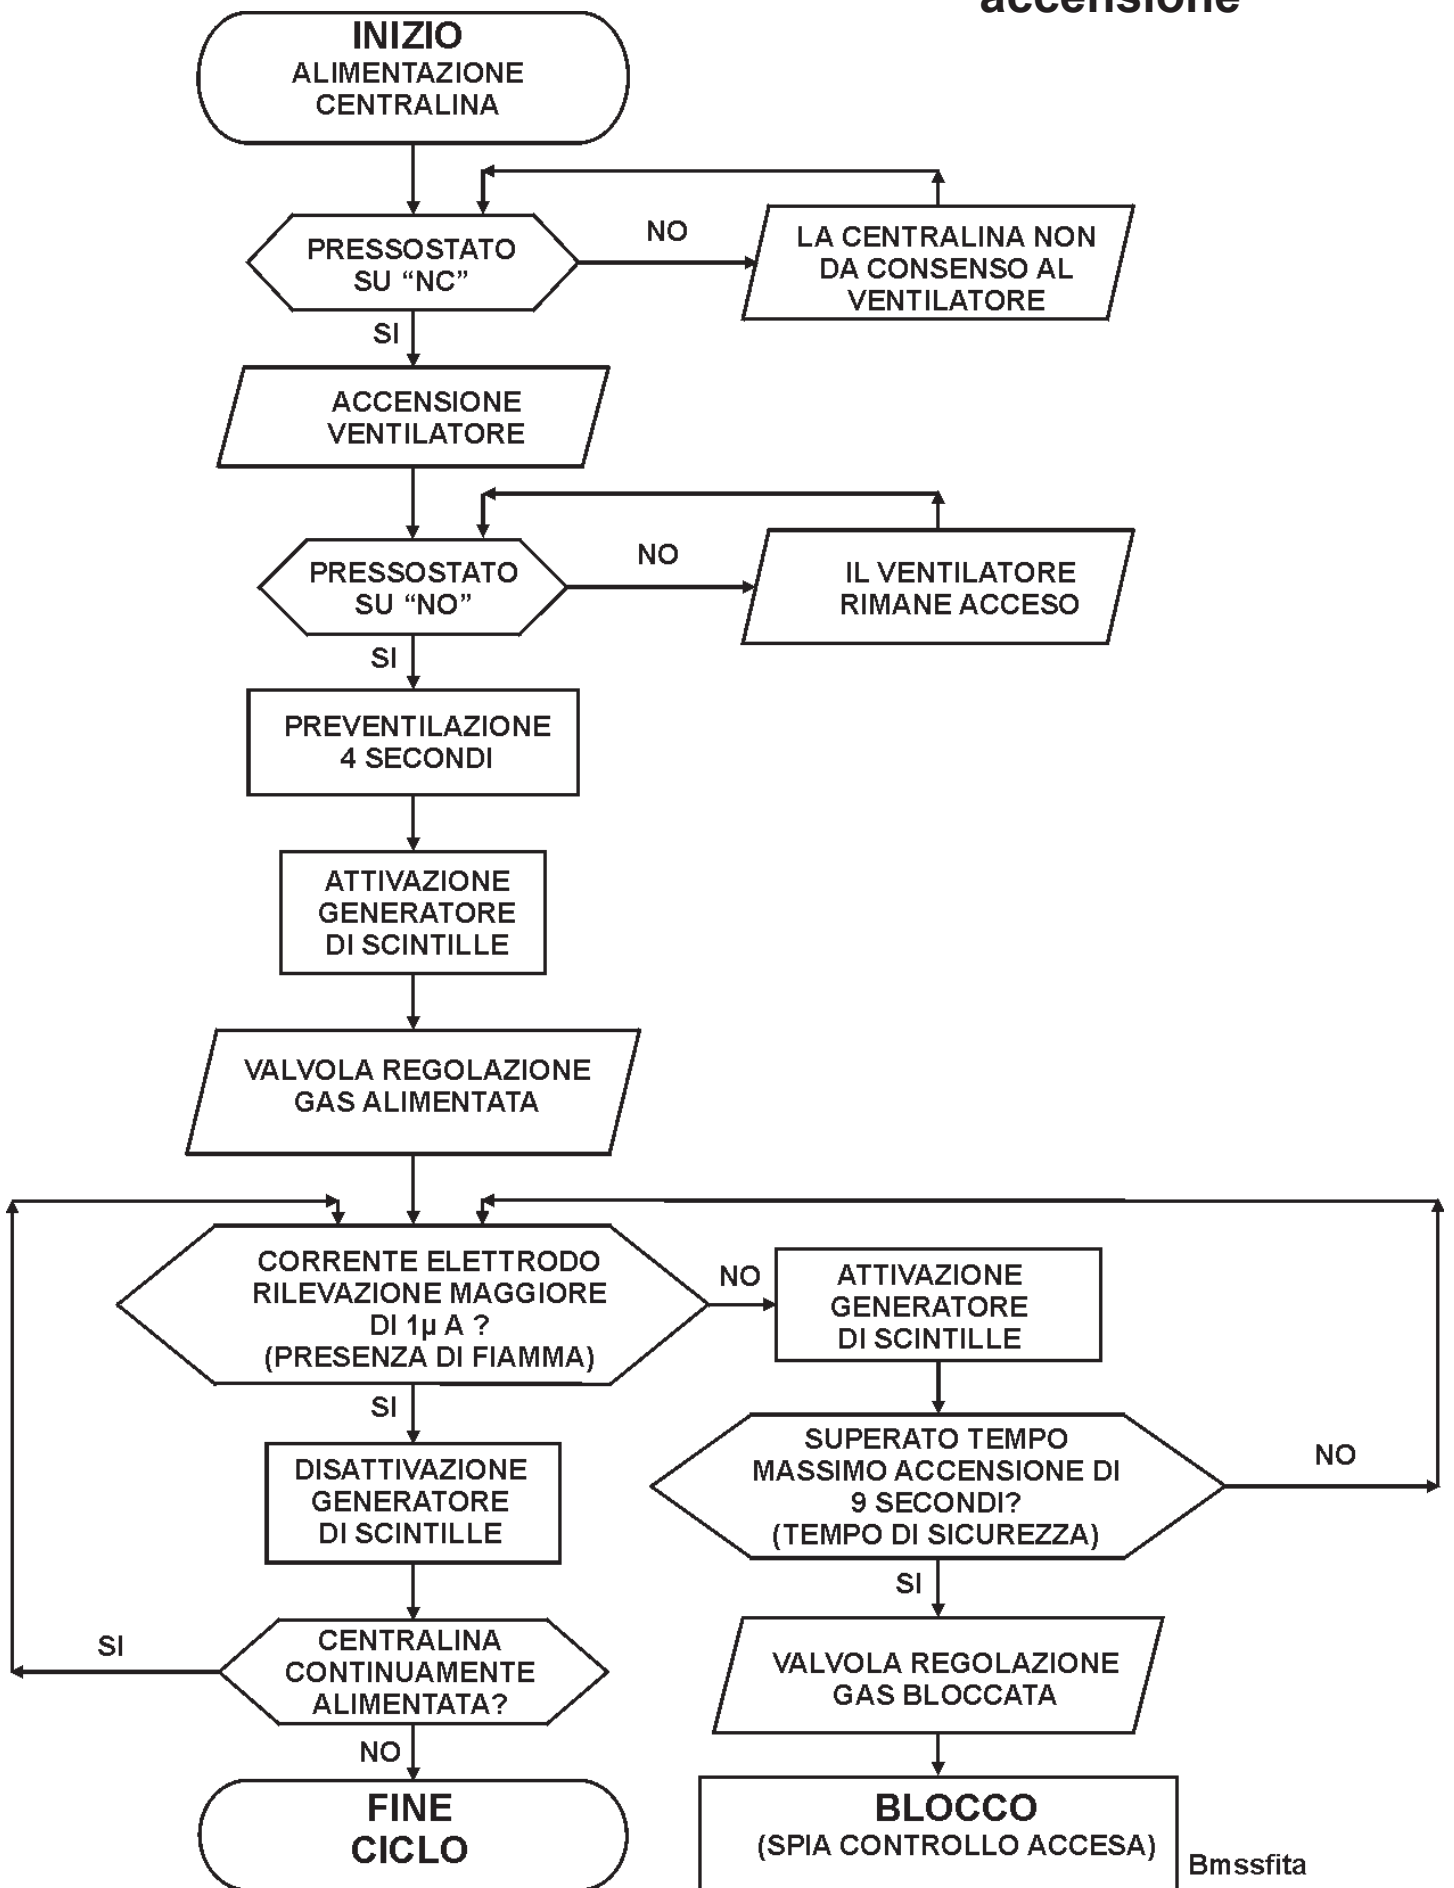 accensione
INIZIO
ALIMENTAZIONE
CENTRALINA
PRESSOSTATO
SU “NC”
NO
LA CENTRALINA NON
DA CONSENSO AL
VENTILATORE
SI
ACCENSIONE
VENTILATORE
PRESSOSTATO
SU “NO”
NO
IL VENTILATORE
RIMANE ACCESO
SI
PREVENTILAZIONE
4 SECONDI
ATTIVAZIONE
GENERATORE
DI SCINTILLE
VALVOLA REGOLAZIONE
GAS ALIMENTATA
CORRENTE ELETTRODO
RILEVAZIONE MAGGIORE
DI 1µ A ?
(PRESENZA DI FIAMMA)
NO
ATTIVAZIONE
GENERATORE
DI SCINTILLE
SI
DISATTIVAZIONE
GENERATORE
DI SCINTILLE
SUPERATO TEMPO
MASSIMO ACCENSIONE DI
9 SECONDI?
(TEMPO DI SICUREZZA)
NO
SI
CENTRALINA
CONTINUAMENTE
ALIMENTATA?
SI
VALVOLA REGOLAZIONE
GAS BLOCCATA
NO
FINE
CICLO
BLOCCO
(SPIA CONTROLLO ACCESA)
Bmssfita